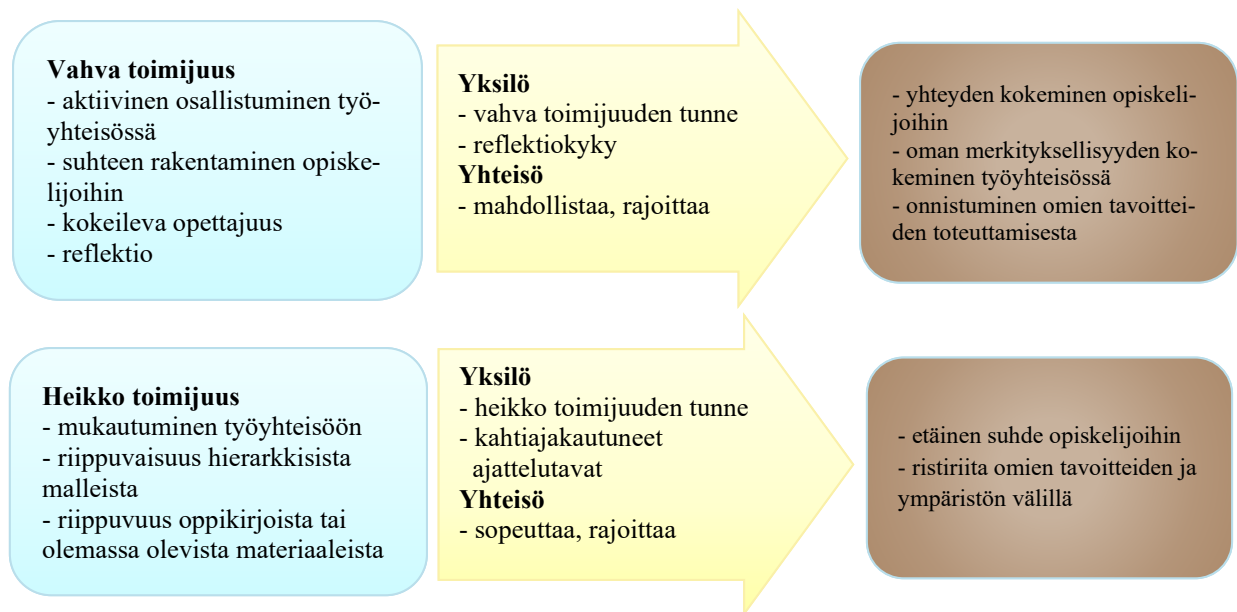 Vahva toimijuus
- aktiivinen osallistuminen työ-
yhteisössä
- suhteen rakentaminen opiske-
lijoihin
- kokeileva opettajuus
- reflektio
Yksilö
- vahva toimijuuden tunne
- reflektiokyky
Yhteisö
- mahdollistaa, rajoittaa
- yhteyden kokeminen opiskeli-
joihin
- oman merkityksellisyyden ko-
keminen työyhteisössä
- onnistuminen omien tavoittei-
den toteuttamisesta
Heikko toimijuus
- mukautuminen työyhteisöön
- riippuvaisuus hierarkkisista
malleista
- riippuvuus oppikirjoista tai
olemassa olevista materiaaleista
Yksilö
- heikko toimijuuden tunne
- kahtiajakautuneet
ajattelutavat
Yhteisö
- sopeuttaa, rajoittaa
- etäinen suhde opiskelijoihin
- ristiriita omien tavoitteiden ja
ympäristön välillä